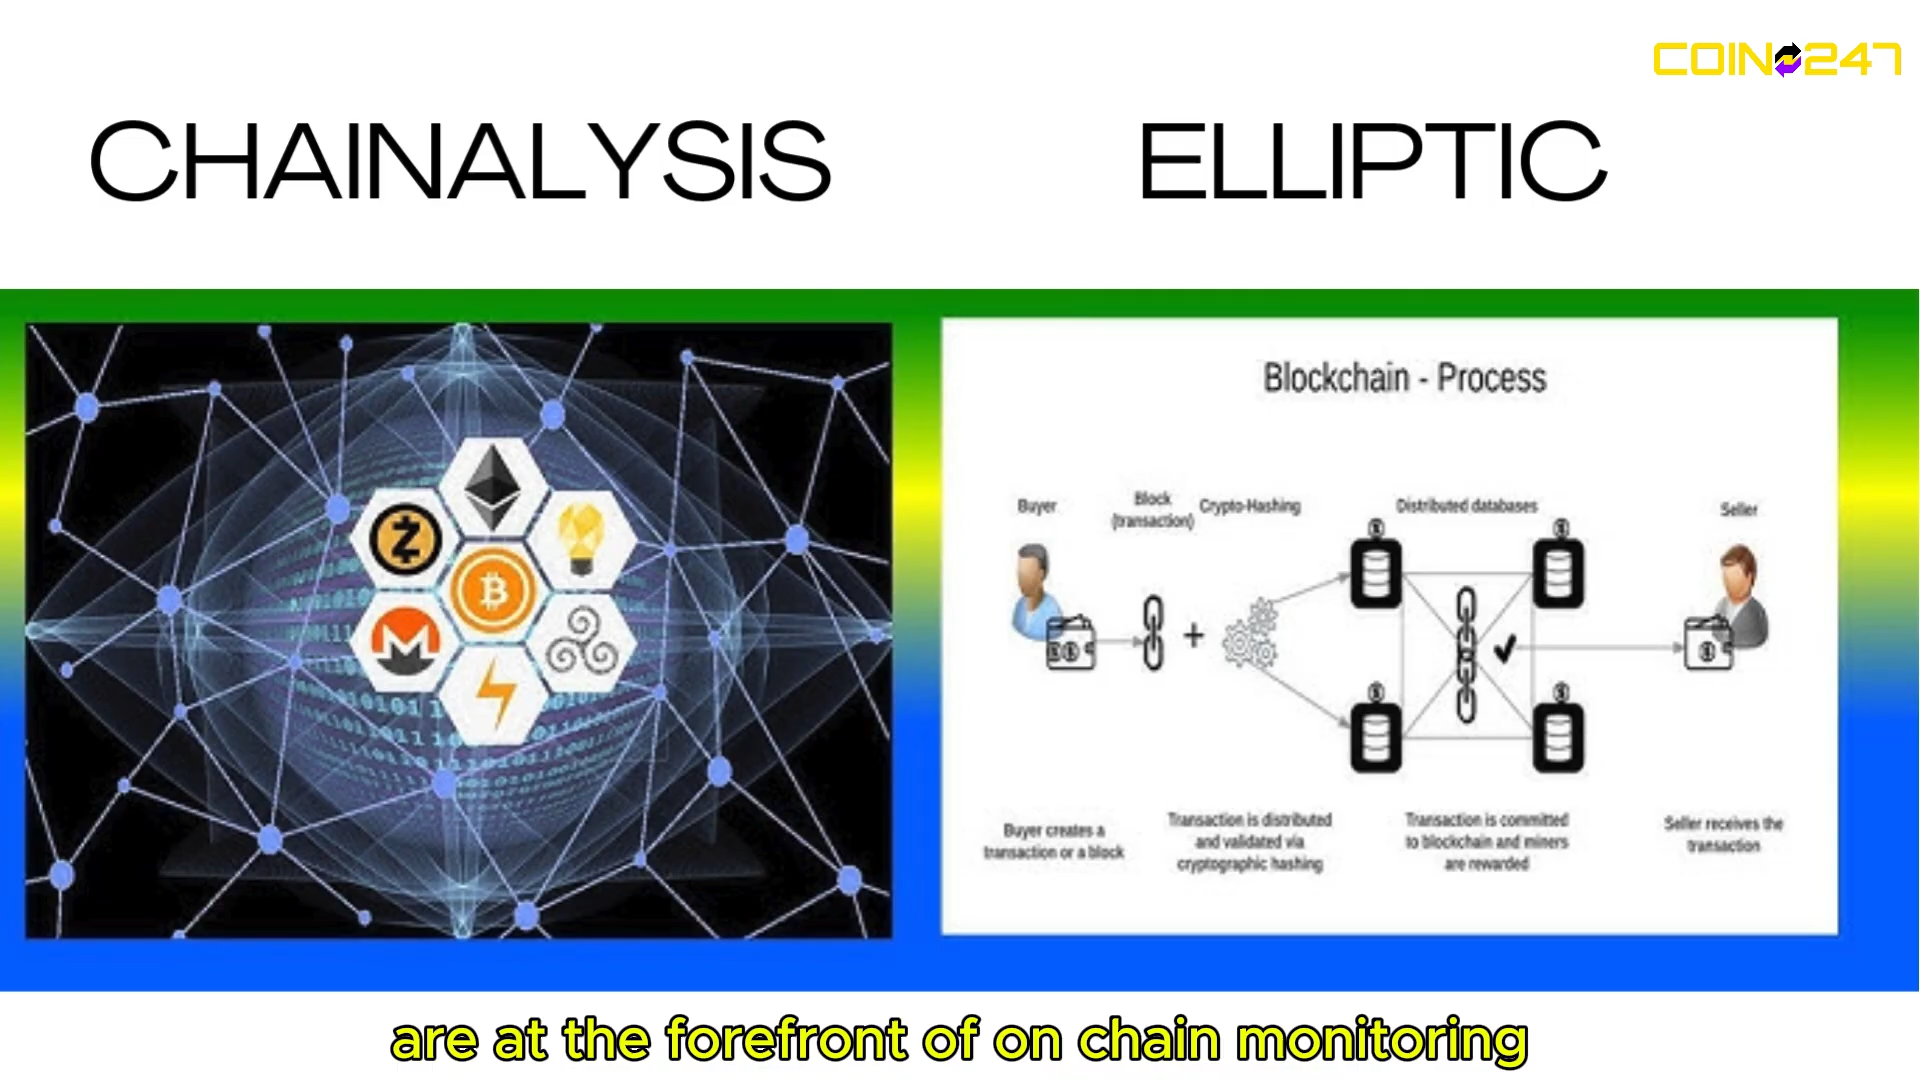 COIN247
CHAINALYSIS
ELLIPTIC
Blockchain - Process
Buyer
Block
(transaction)
Crypto-Hashing
Distributed databases
Seller
Buyer creates a
transaction or a block
Transaction is distributed
and validated via
cryptographic hashing
Transaction is committed
to blockchain and miners
are rewarded
Seller receives the
transaction
are at the forefront of on chain monitoring